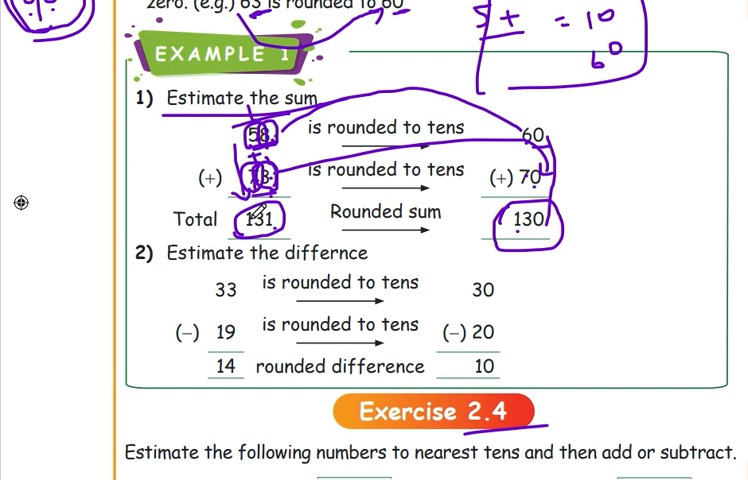 zero. (e.g.) 63 is rounded to 60
5+ = 10
60
EXAMPLE 1
1) Estimate the sum
58 is rounded to tens 60
(+) 73 is rounded to tens (+) 70
Total 131 Rounded sum 130
2) Estimate the differnce
33 is rounded to tens 30
(−) 19 is rounded to tens (−) 20
14 rounded difference 10
Exercise 2.4
Estimate the following numbers to nearest tens and then add or subtract.